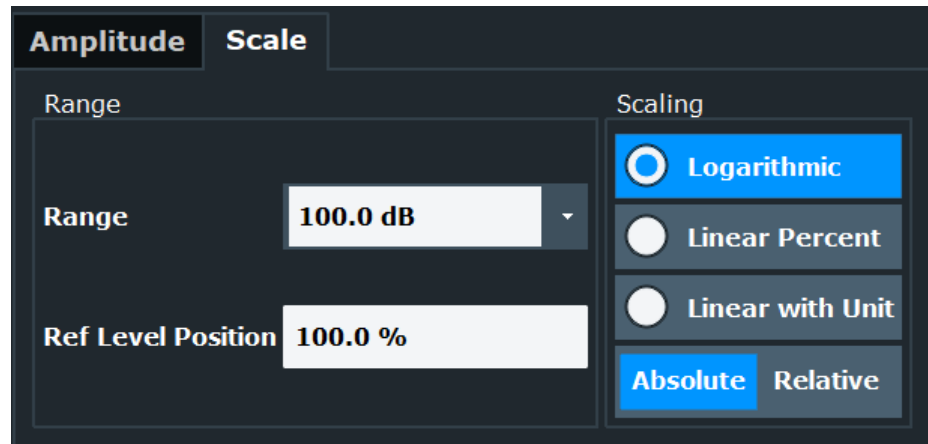 Amplitude Scale
Range
Range 100.0 dB
Ref Level Position 100.0 %
Scaling
Logarithmic
Linear Percent
Linear with Unit
Absolute Relative